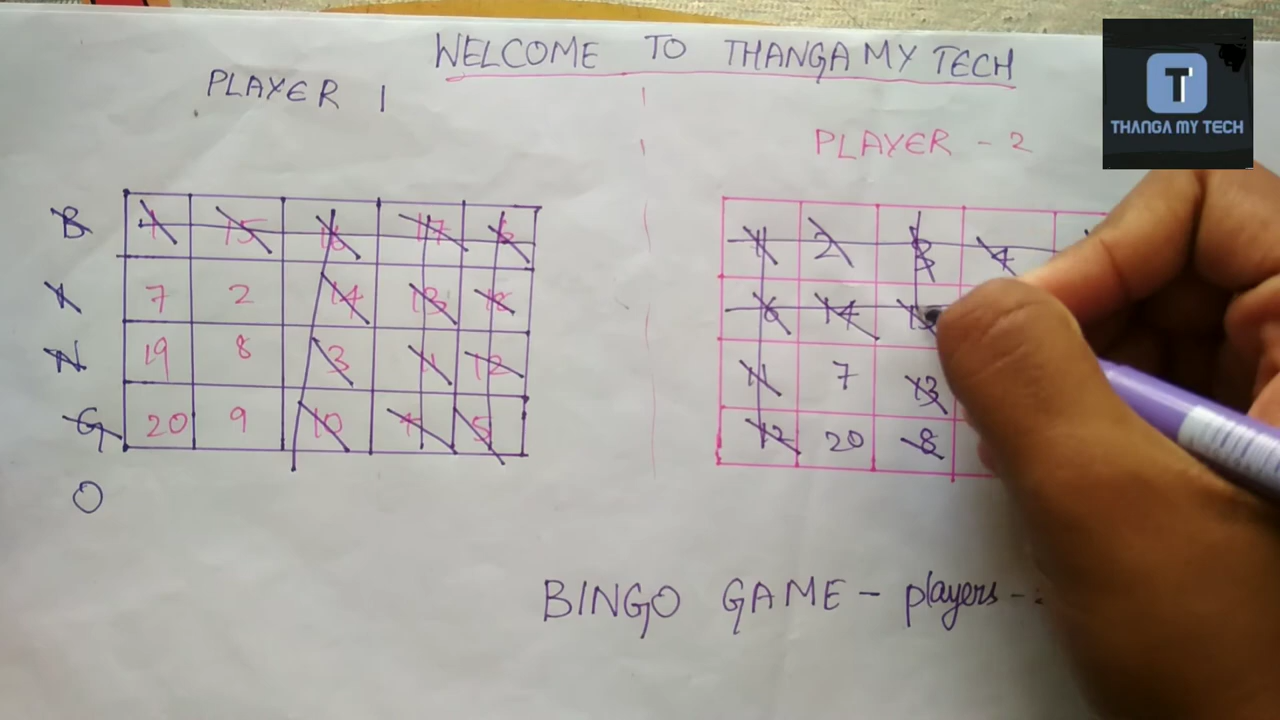 WELCOME TO THANGA MY TECH
T
THANGA MY TECH
PLAYER 1
PLAYER - 2
B 1 15 16 17 6
I 7 2 14 13 18
N 19 8 3 11 12
G 20 9 10 4 5
O
1 2 3 4
6 14 15
11 7 13
12 20 8
BINGO GAME - players -